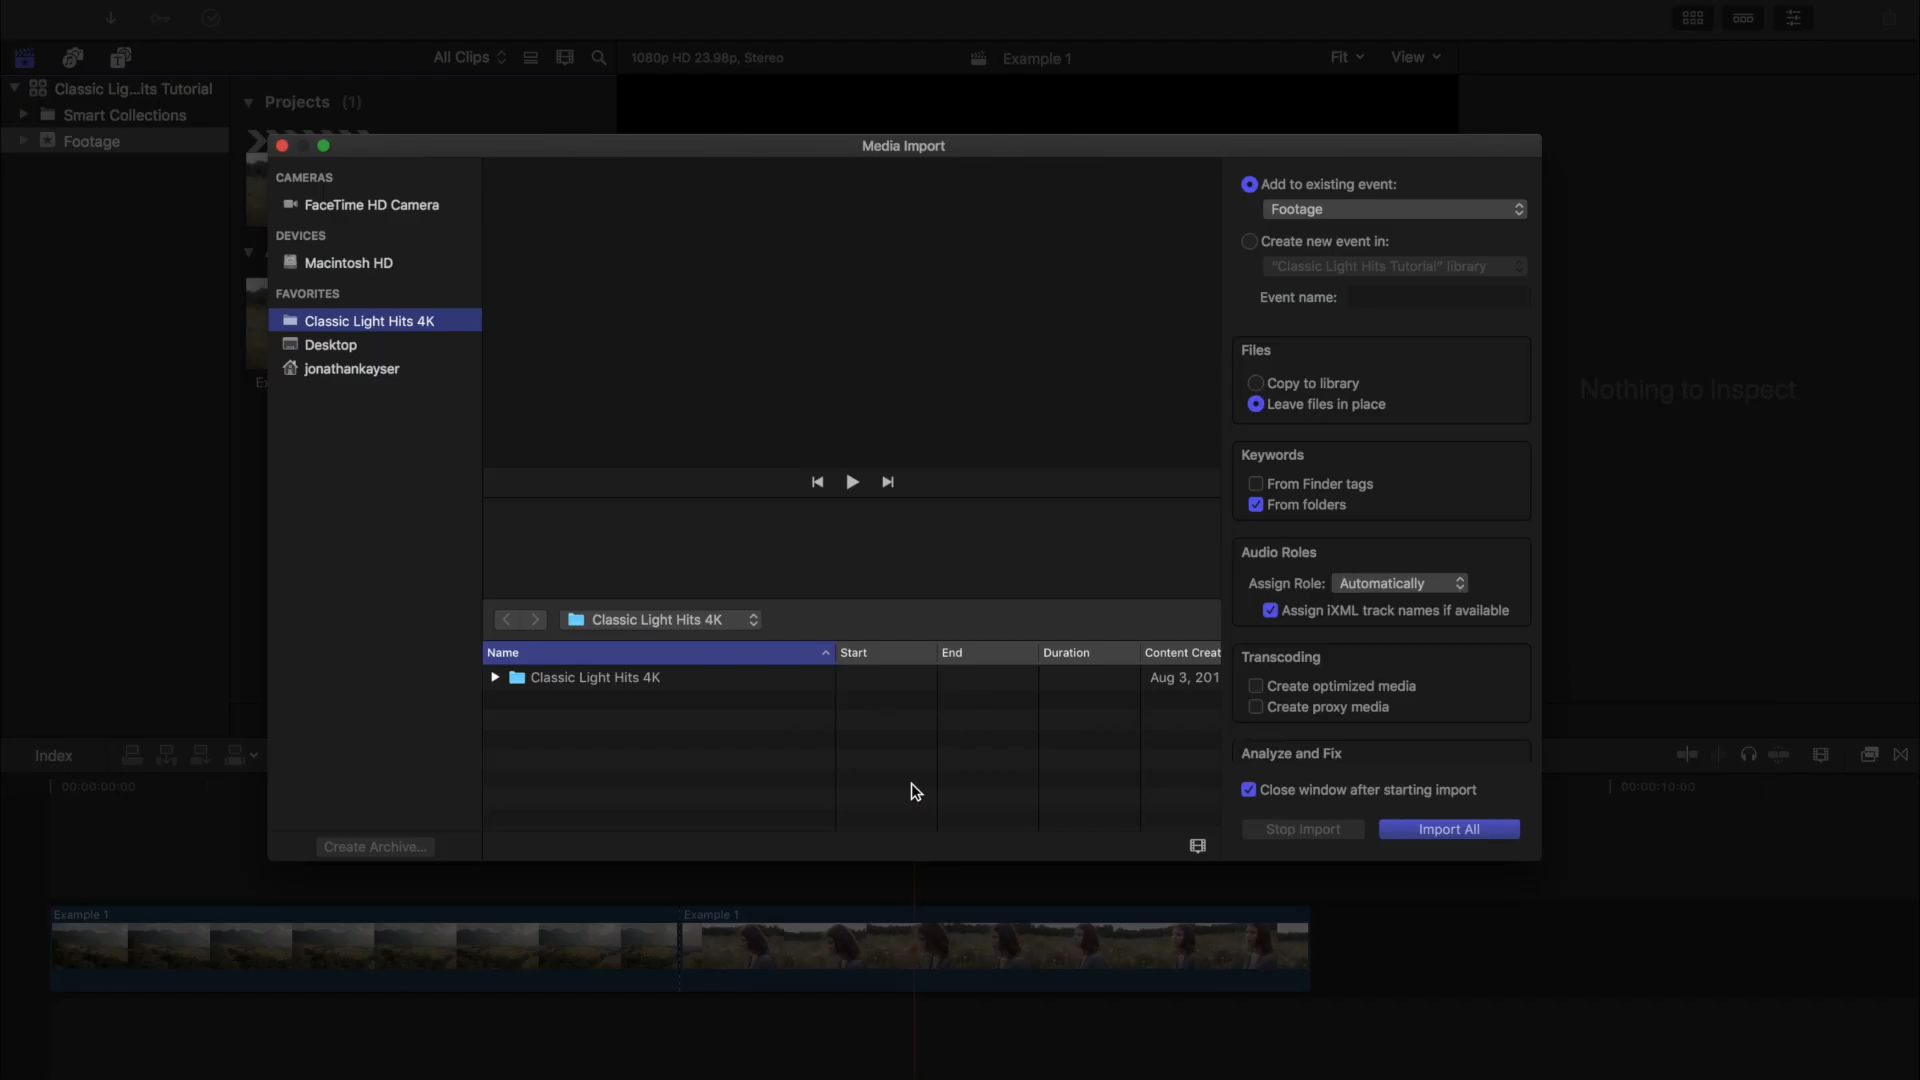 All Clips
1080p HD 23.98p, Stereo
Example 1
Fit
View
Classic Lig...its Tutorial
Smart Collections
Footage
Projects (1)
Media Import
CAMERAS
FaceTime HD Camera
DEVICES
Macintosh HD
FAVORITES
Classic Light Hits 4K
Desktop
jonathankayser
Create Archive...
Classic Light Hits 4K
Name
Start
End
Duration
Content Creat
Classic Light Hits 4K
Aug 3, 201
Add to existing event:
Footage
Create new event in:
"Classic Light Hits Tutorial" library
Event name:
Files
Copy to library
Leave files in place
Keywords
From Finder tags
From folders
Audio Roles
Assign Role: Automatically
Assign iXML track names if available
Transcoding
Create optimized media
Create proxy media
Analyze and Fix
Close window after starting import
Stop Import
Import All
Nothing to Inspect
Index
00:00:00:00
00:00:10:00
Example 1
Example 1